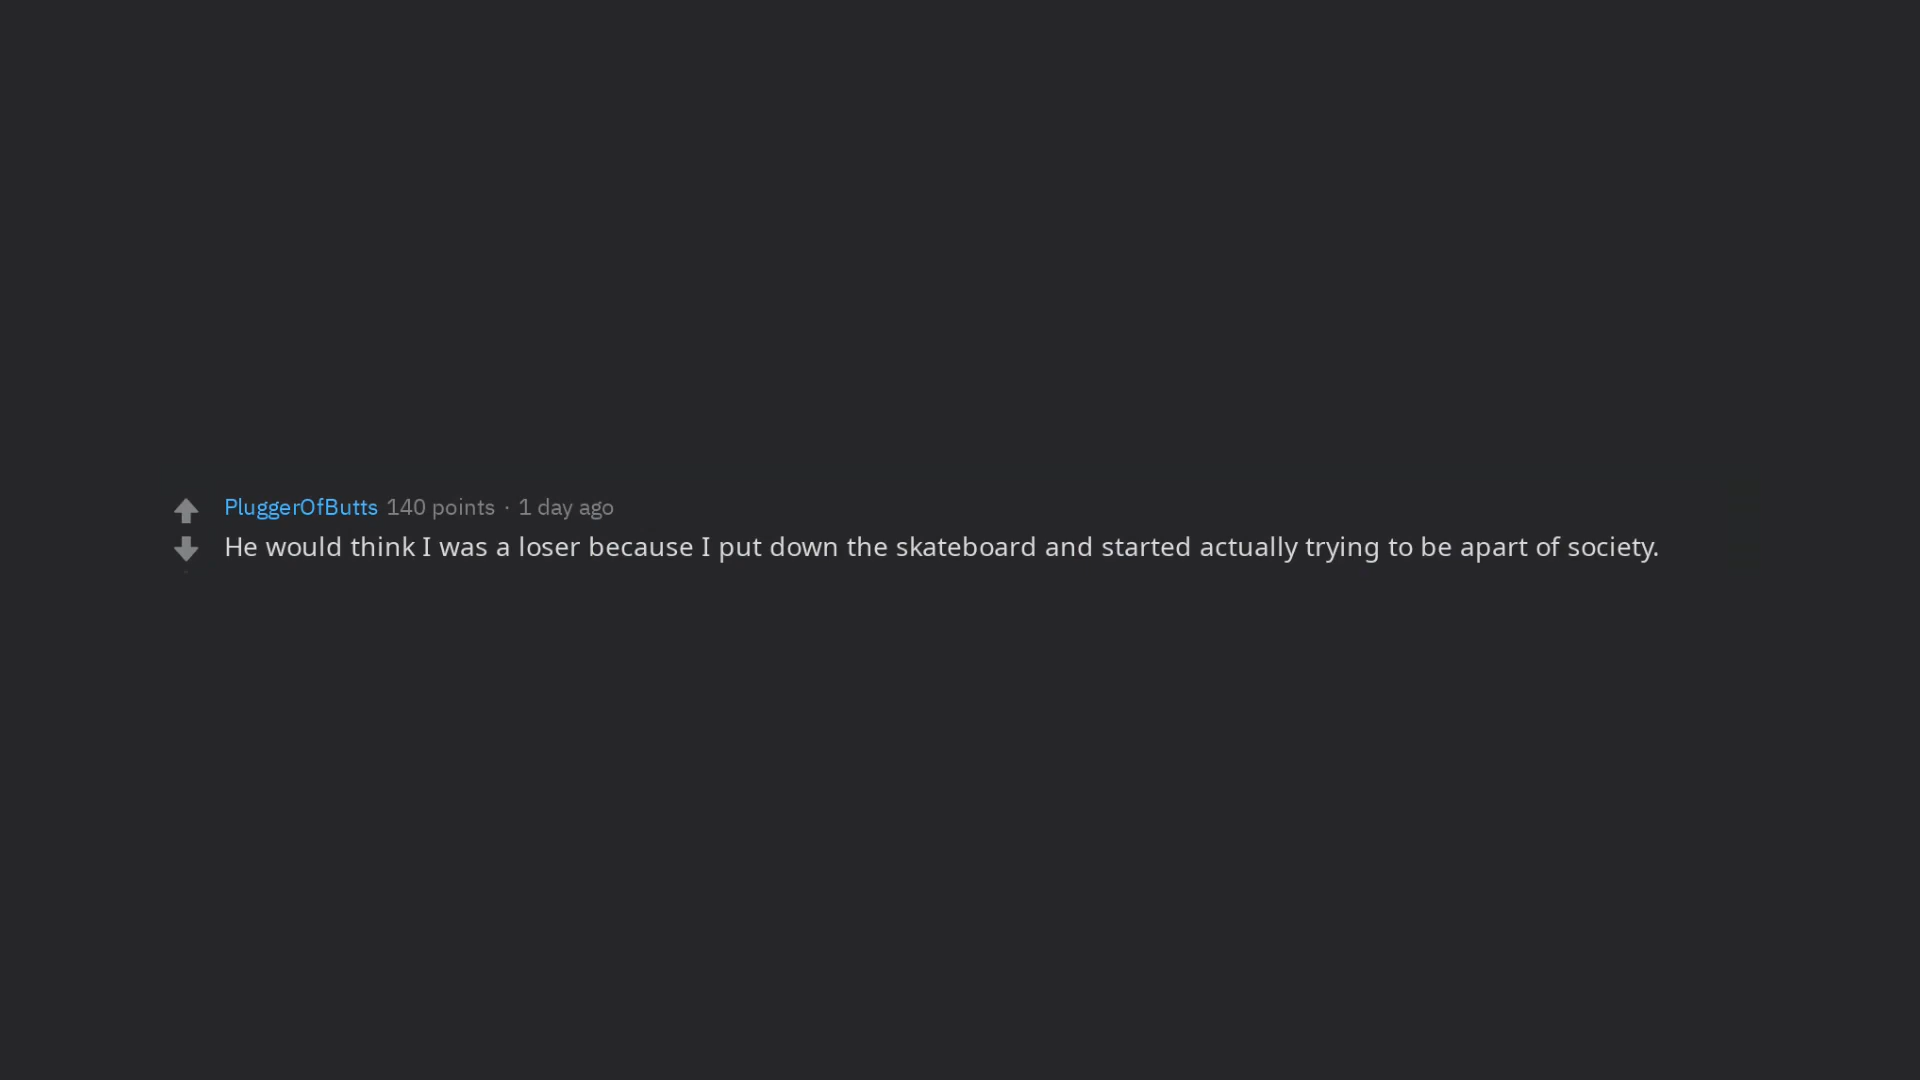 PluggerOfButts 140 points · 1 day ago
He would think I was a loser because I put down the skateboard and started actually trying to be apart of society.